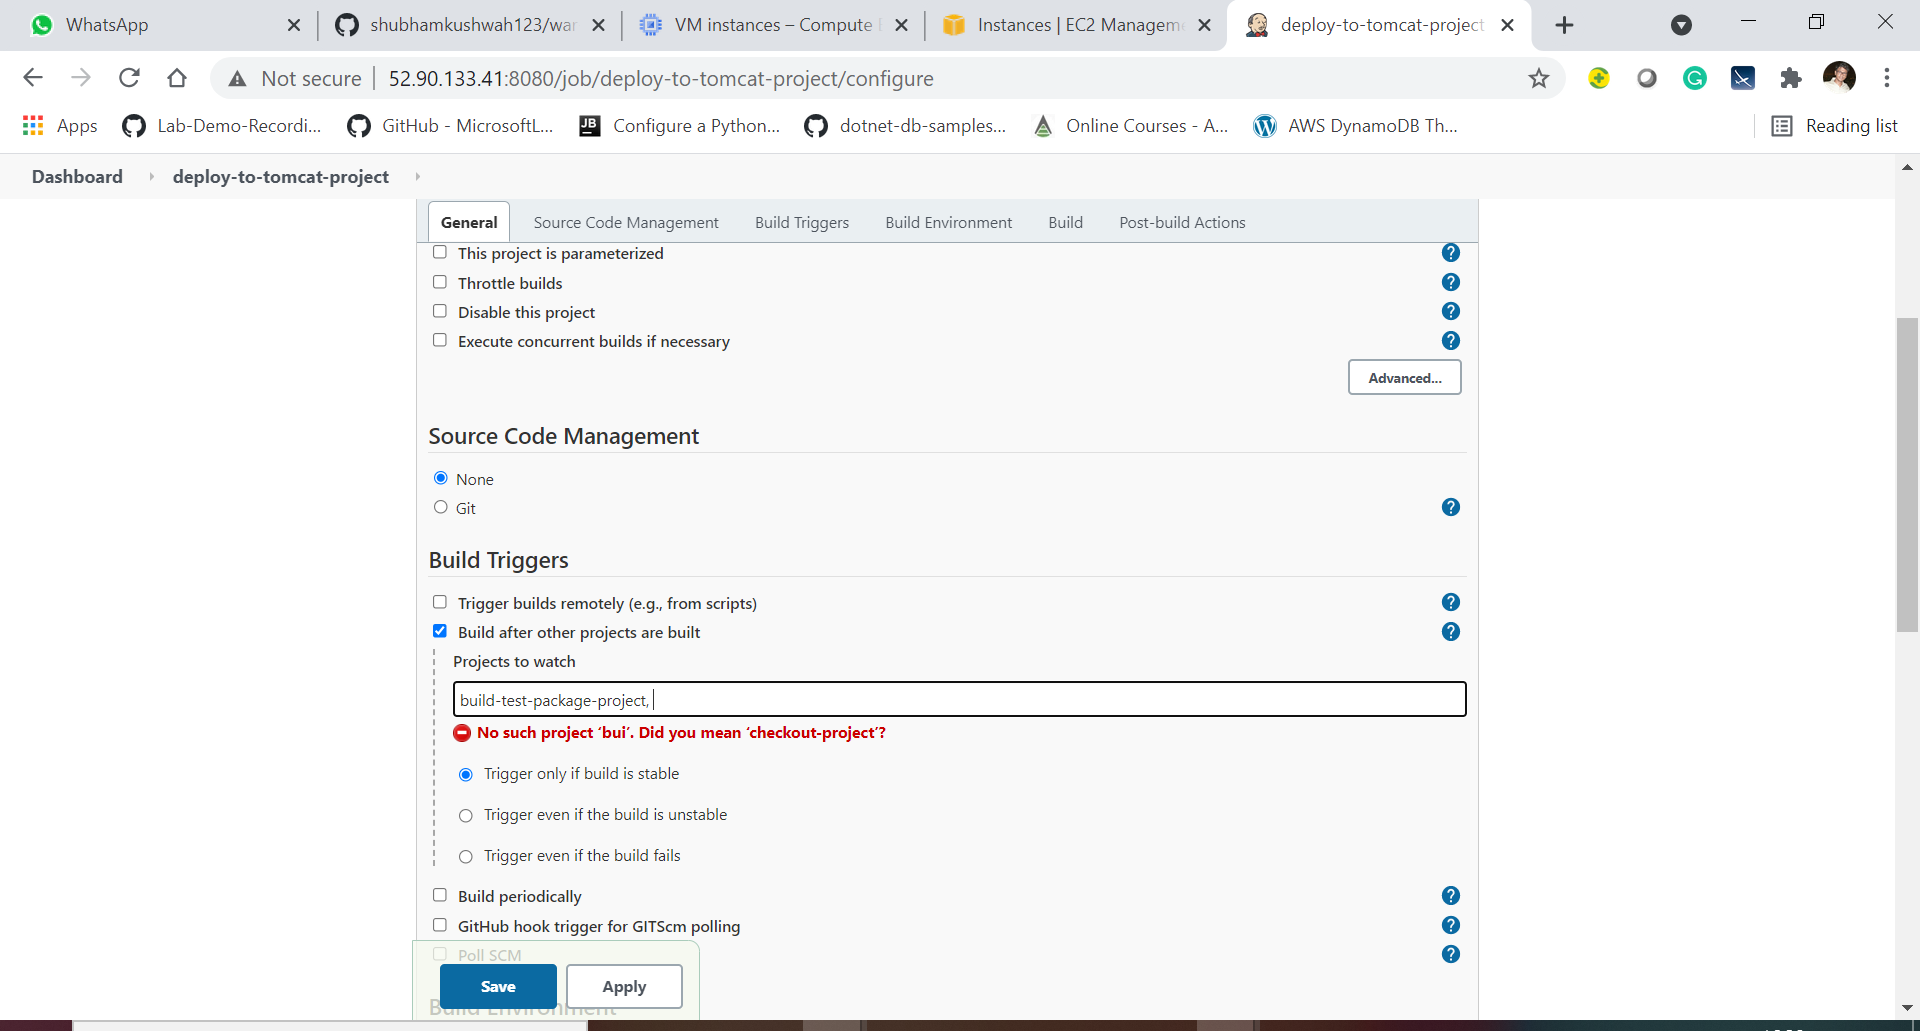 WhatsApp
shubhamkushwah123/wa
VM instances – Compute E
Instances | EC2 Manageme
deploy-to-tomcat-project
Not secure
52.90.133.41:8080/job/deploy-to-tomcat-project/configure
Apps
Lab-Demo-Recordi...
GitHub - MicrosoftL...
JB
Configure a Python...
dotnet-db-samples...
Online Courses - A...
AWS DynamoDB Th...
Reading list
Dashboard
deploy-to-tomcat-project
General
Source Code Management
Build Triggers
Build Environment
Build
Post-build Actions
This project is parameterized
Throttle builds
Disable this project
Execute concurrent builds if necessary
Advanced...
Source Code Management
None
Git
Build Triggers
Trigger builds remotely (e.g., from scripts)
Build after other projects are built
Projects to watch
build-test-package-project,
No such project ‘bui’. Did you mean ‘checkout-project’?
Trigger only if build is stable
Trigger even if the build is unstable
Trigger even if the build fails
Build periodically
GitHub hook trigger for GITScm polling
Poll SCM
Save
Apply
Build Environment